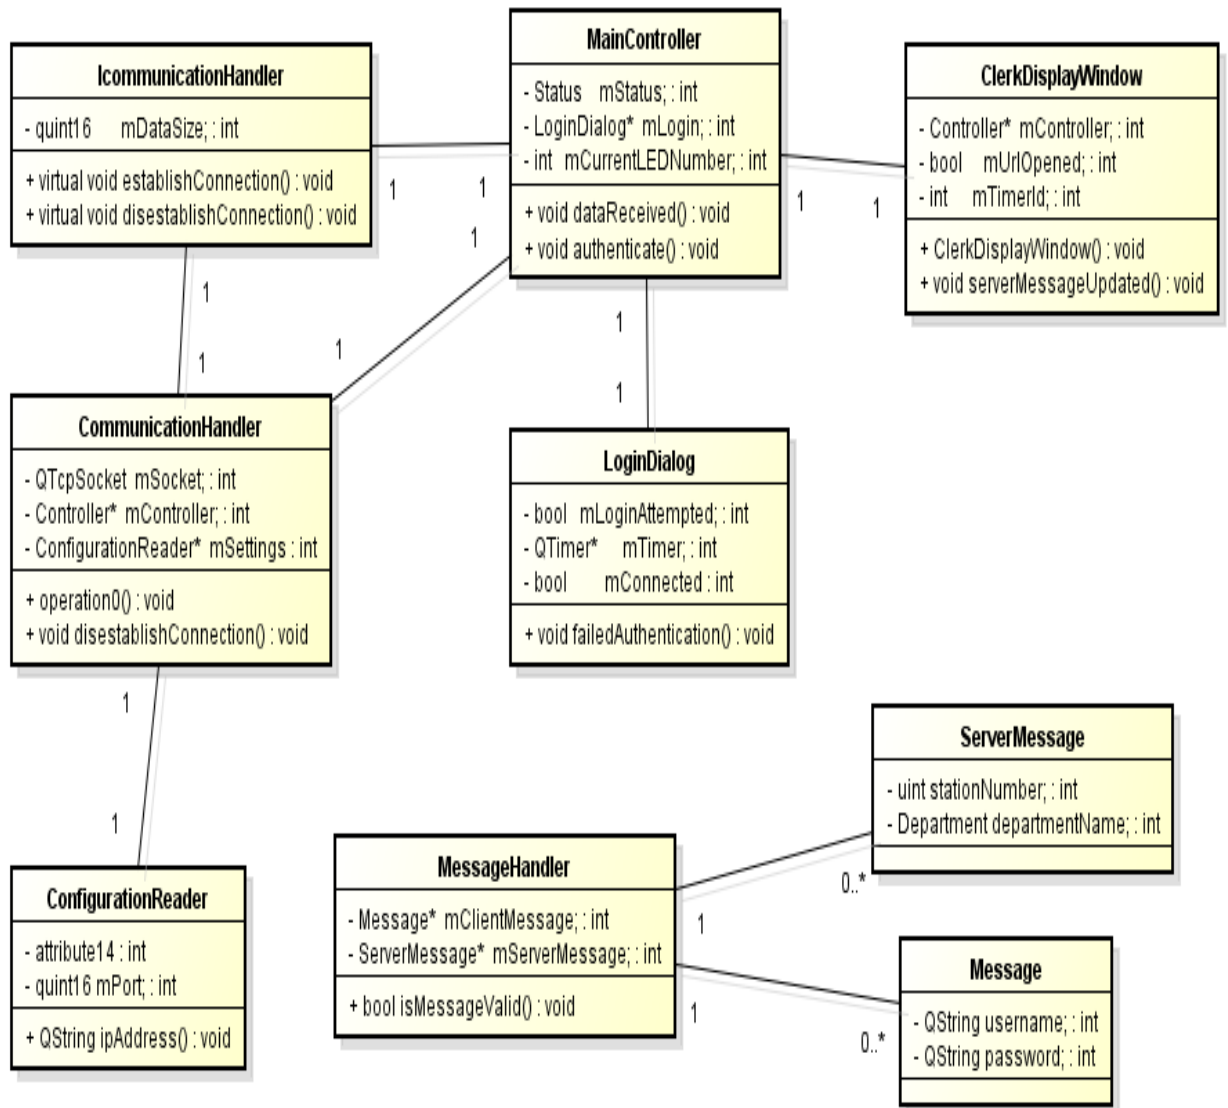 IcommunicationHandler
- quint16 mDataSize; : int
+ virtual void establishConnection() : void
+ virtual void disestablishConnection() : void
MainController
- Status mStatus; : int
- LoginDialog* mLogin; : int
- int mCurrentLEDNumber; : int
+ void dataReceived() : void
+ void authenticate() : void
ClerkDisplayWindow
- Controller* mController; : int
- bool mUrlOpened; : int
- int mTimerId; : int
+ ClerkDisplayWindow() : void
+ void serverMessageUpdated() : void
1
1
1
1
1
1
1
1
1
1
CommunicationHandler
- QTcpSocket mSocket; : int
- Controller* mController; : int
- ConfigurationReader* mSettings : int
+ operation0() : void
+ void disestablishConnection() : void
LoginDialog
- bool mLoginAttempted; : int
- QTimer* mTimer; : int
- bool mConnected : int
+ void failedAuthentication() : void
1
1
ConfigurationReader
- attribute14 : int
- quint16 mPort; : int
+ QString ipAddress() : void
MessageHandler
- Message* mClientMessage; : int
- ServerMessage* mServerMessage; : int
+ bool isMessageValid() : void
ServerMessage
- uint stationNumber; : int
- Department departmentName; : int
0..*
1
1
0..*
Message
- QString username; : int
- QString password; : int